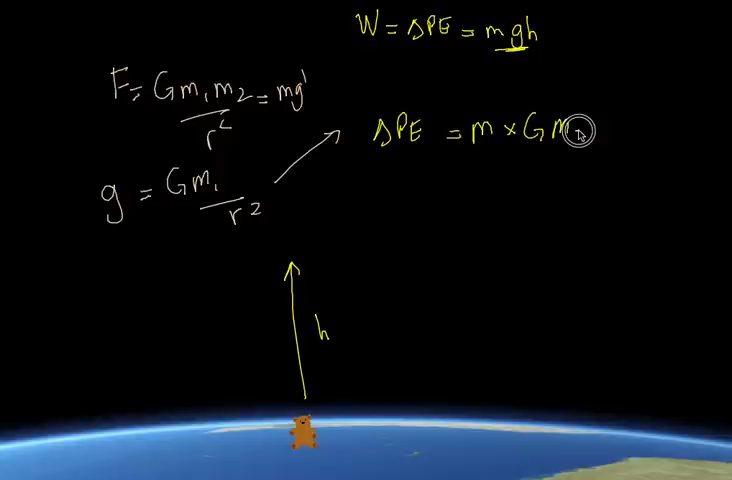 W = ΔPE = mgh
F = Gm₁m₂/r² = mg
ΔPE = m × Gm
g = Gm₁/r²
h